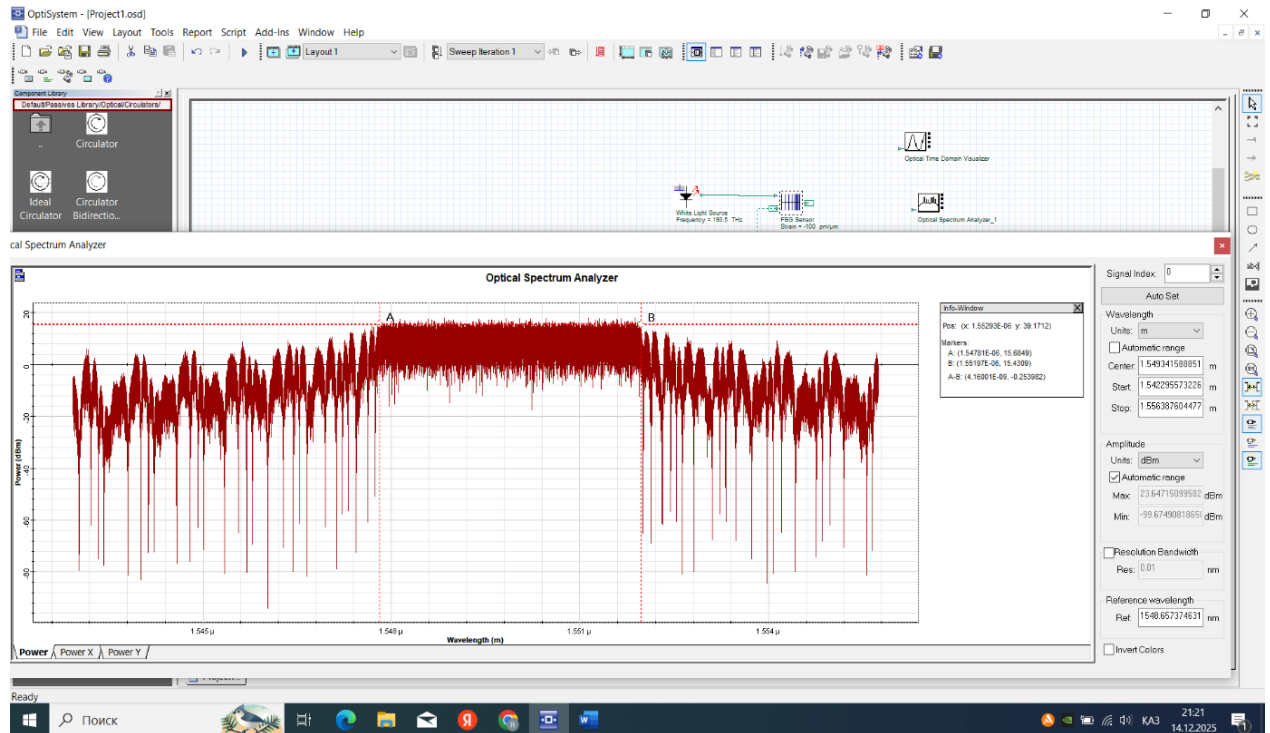 OptiSystem - [Project1.osd]
File Edit View Layout Tools Report Script Add-Ins Window Help
Layout 1
Sweep Iteration 1
Component Library
Default/Passives Library/Optical/Circulators/
..
Circulator
Ideal Circulator
Circulator Bidirectio...
Optical Time Domain Visualizer
White Light Source
Frequency = 193.5 THz
FBG Sensor
Strain = -100 pm/µm
Optical Spectrum Analyzer_1
cal Spectrum Analyzer
Optical Spectrum Analyzer
A
B
20
0
-20
-40
-60
-80
Power (dBm)
1.545 µ
1.548 µ
1.551 µ
1.554 µ
Wavelength (m)
Power
Power X
Power Y
Info-Window
Pos: (x: 1.55293E-06 y: 39.1712)
Markers:
A: (1.54781E-06, 15.6849)
B: (1.55197E-06, 15.4309)
A-B: (4.16001E-09, -0.253982)
Signal Index: 0
Auto Set
Wavelength
Units: m
Automatic range
Center: 1.549341588851 m
Start: 1.542295573226 m
Stop: 1.556387604477 m
Amplitude
Units: dBm
Automatic range
Max: 23.64715099582 dBm
Min: -99.6749081865 dBm
Resolution Bandwidth
Res: 0.01 nm
Reference wavelength
Ref: 1548.657374631 nm
Invert Colors
Ready
Поиск
КАЗ
21:21
14.12.2025